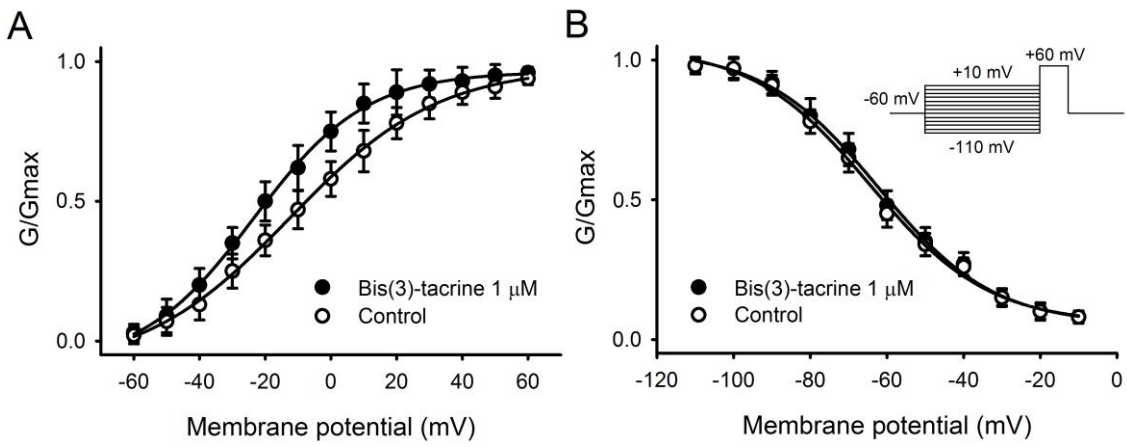 A
1.0
0.5
0.0
G/Gmax
Bis(3)-tacrine 1 μM
Control
-60 -40 -20 0 20 40 60
Membrane potential (mV)
B
1.0
0.5
0.0
G/Gmax
+60 mV
+10 mV
-60 mV
-110 mV
Bis(3)-tacrine 1 μM
Control
-120 -100 -80 -60 -40 -20 0
Membrane potential (mV)